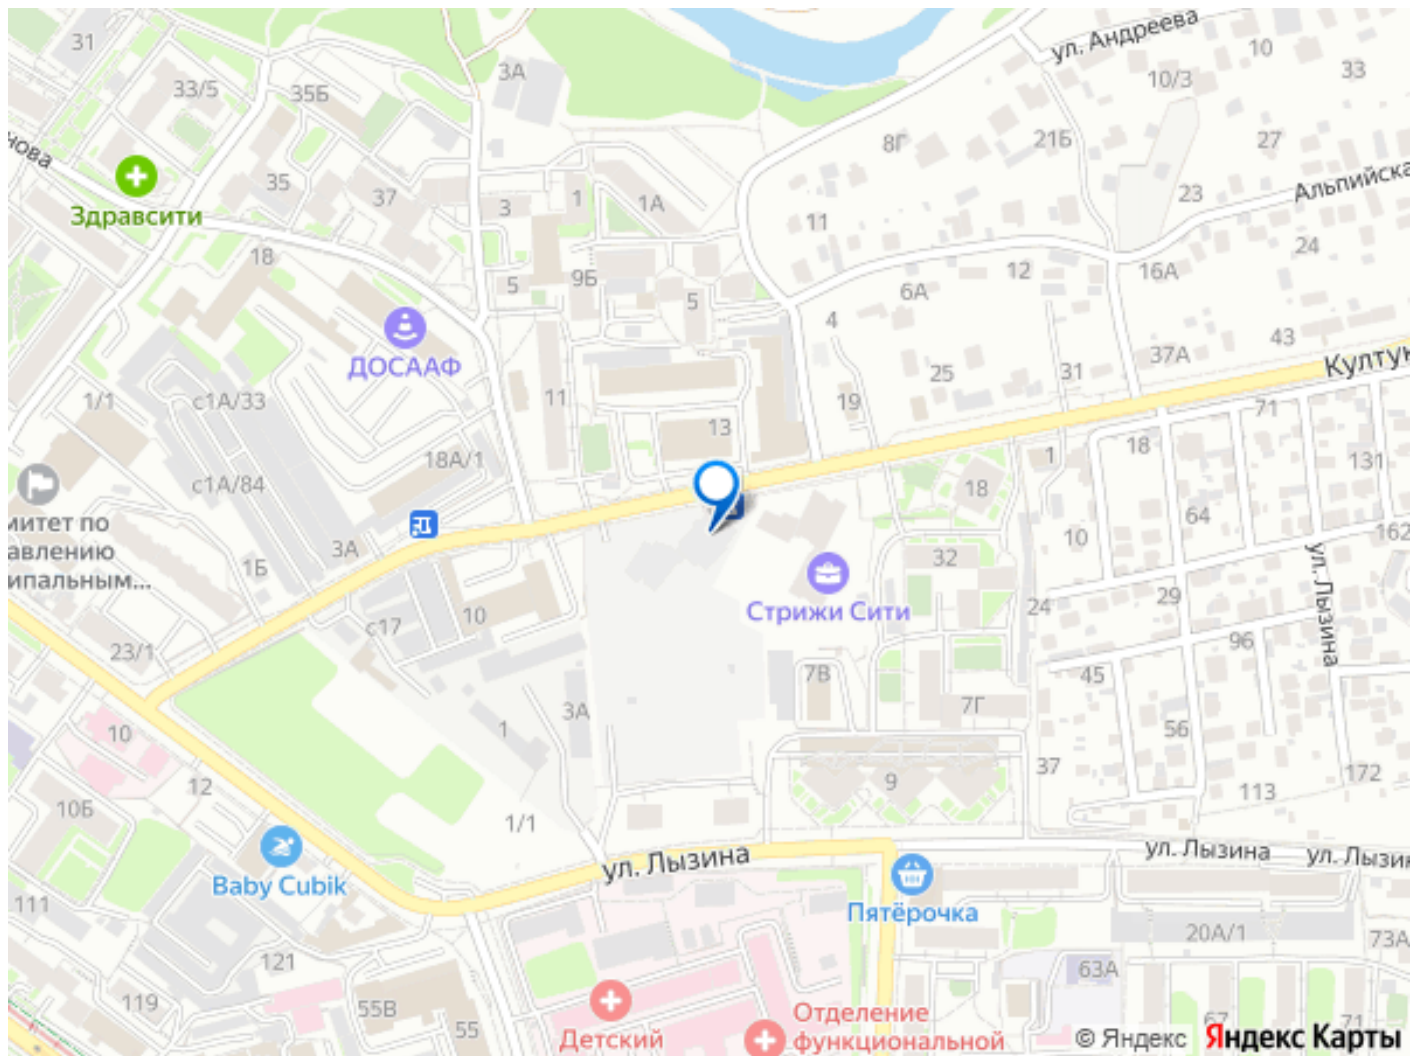 31
33/5
35Б
3А
ул. Андреева
10
10/3
33
8Г
21Б
27
нова
35
37
3
1
1А
11
23
Альпийска
Здравсити
18
5
9Б
5
6А
12
16А
24
4
ДОСААФ
43
37А
Култук
25
31
1/1
с1А/33
11
19
71
13
18
18А/1
1
131
с1А/84
18
64
митет по
авлению
ипальным...
3А
1Б
10
162
32
Стрижи Сити
24
29
ул. Лызина
10
с17
23/1
96
7В
45
7Г
3А
1
56
10
12
37
9
172
113
10Б
1/1
Baby Cubik
ул. Лызина
ул. Лызина
ул. Лызин
Пятёрочка
111
20А/1
73А
121
63А
119
55В
55
Детский
Отделение
функциональной
67
71
© Яндекс Яндекс Карты